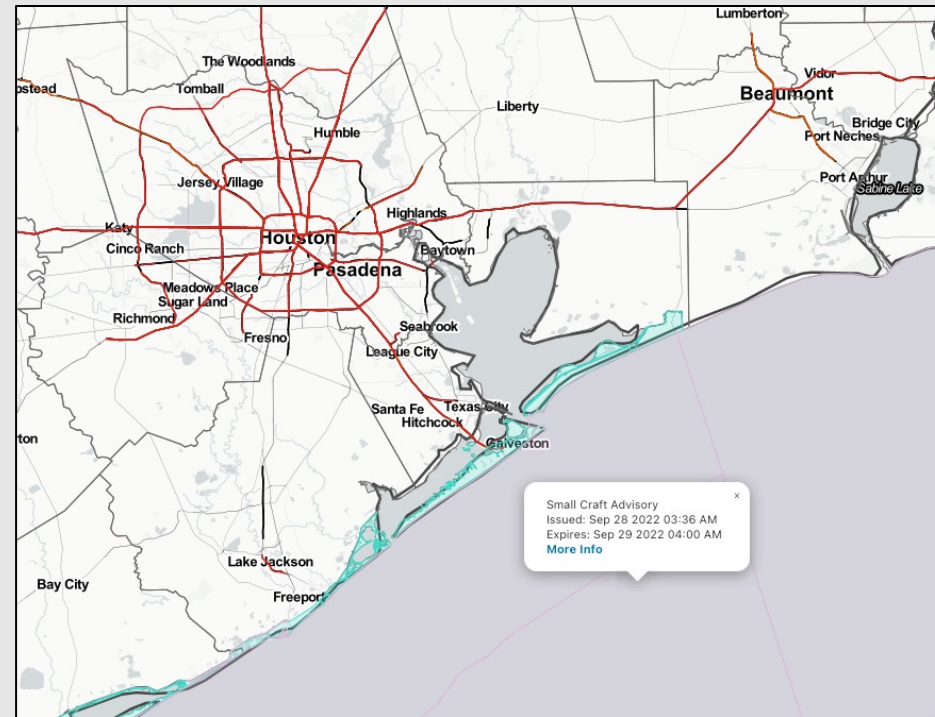 Lumberton
The Woodlands
pstead
Tomball
Vidor
Beaumont
Liberty
Humble
Bridge City
Port Neches
Jersey Village
Port Arthur
Sabine Lake
Highlands
Katy
Houston
Cinco Ranch
Baytown
Pasadena
Meadows Place
Sugar Land
Richmond
Seabrook
Fresno
League City
Santa Fe
Texas City
Hitchcock
rton
Galveston
×
Small Craft Advisory
Issued: Sep 28 2022 03:36 AM
Expires: Sep 29 2022 04:00 AM
More Info
Lake Jackson
Bay City
Freeport